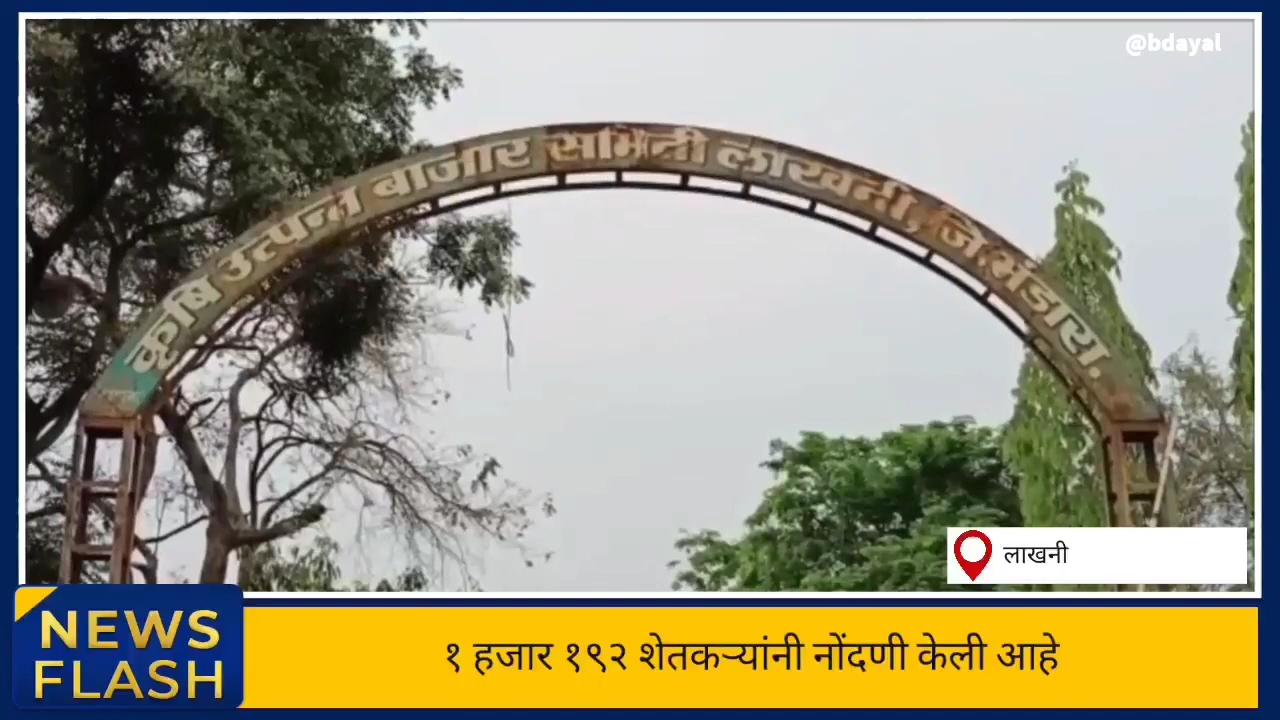 @bdayal
कृषि उत्पन्न बाजार समिती लाखनी, जि.भंडारा.
लाखनी
NEWS
FLASH
१ हजार १९२ शेतकऱ्यांनी नोंदणी केली आहे